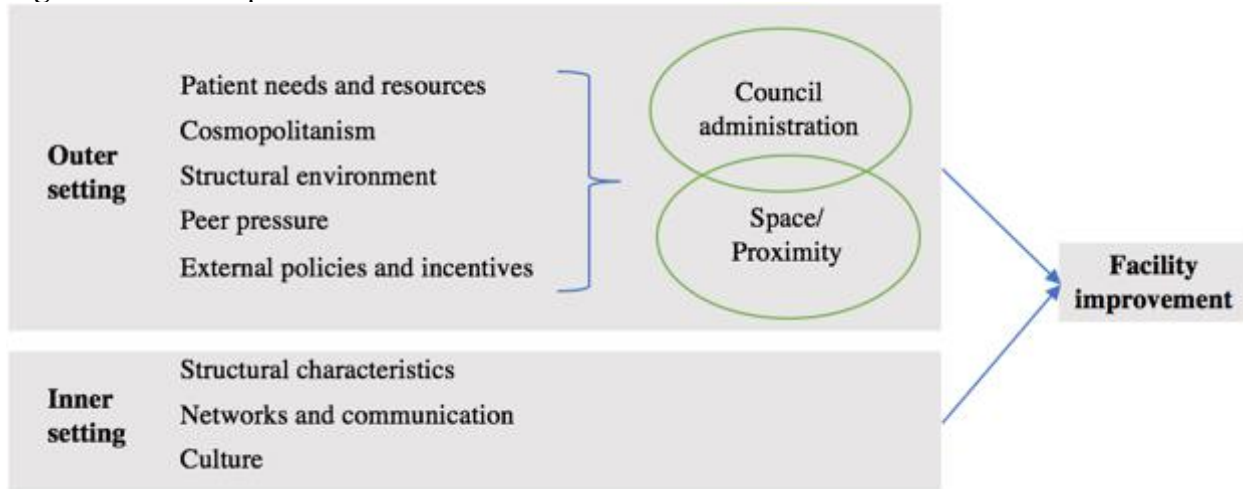 Outer
setting
Patient needs and resources
Cosmopolitanism
Structural environment
Peer pressure
External policies and incentives
Council
administration
Space/
Proximity
Facility
improvement
Inner
setting
Structural characteristics
Networks and communication
Culture